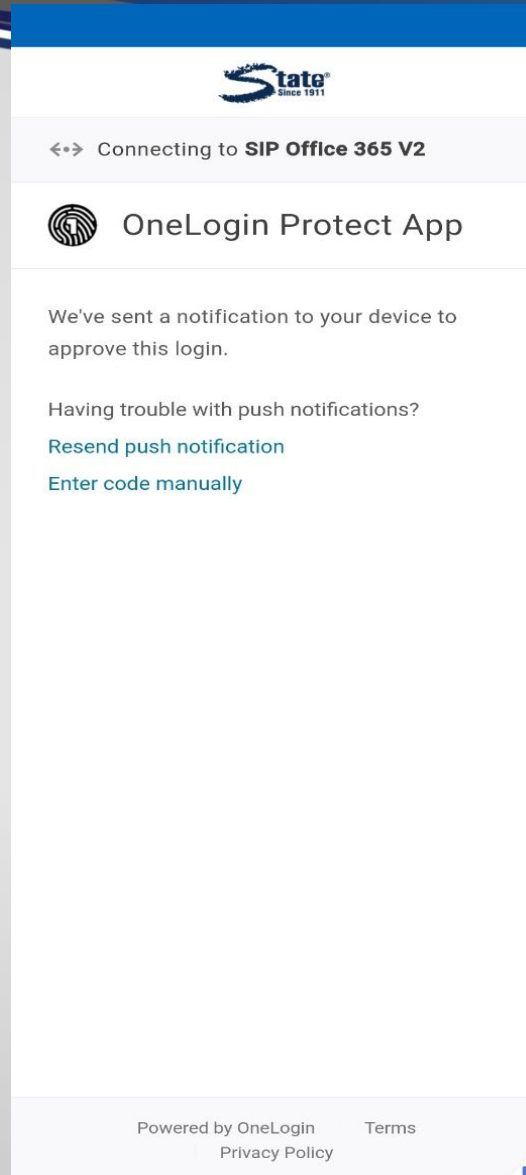 State®
Since 1911
Connecting to SIP Office 365 V2
OneLogin Protect App
We've sent a notification to your device to
approve this login.
Having trouble with push notifications?
Resend push notification
Enter code manually
Powered by OneLogin Terms
Privacy Policy